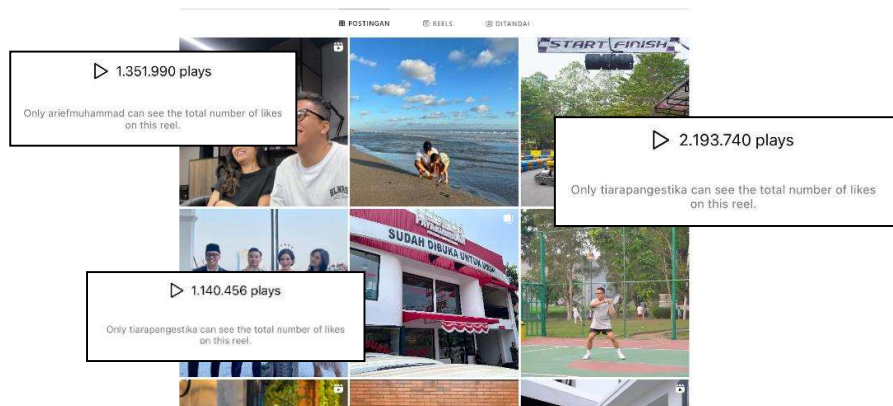 POSTINGAN
REELS
DITANDAI
START FINISH
1.351.990 plays
Only ariefmuhammad can see the total number of likes
on this reel.
2.193.740 plays
Only tiarapangestika can see the total number of likes
on this reel.
SUDAH DIBUKA UNTUK
1.140.456 plays
Only tiarapangestika can see the total number of likes
on this reel.